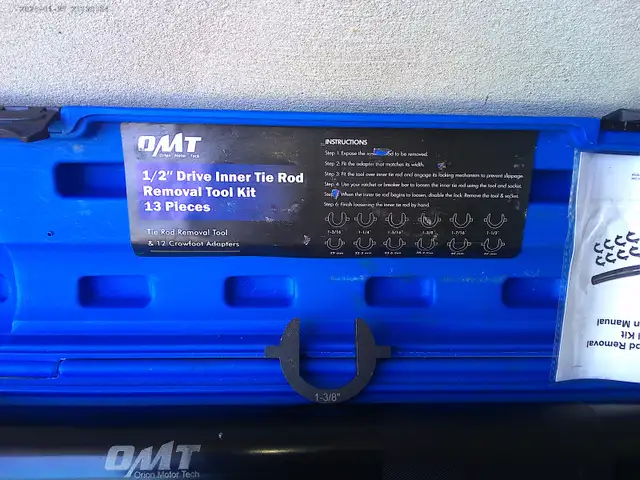 OMT
Orion Motor Tech
1/2" Drive Inner Tie Rod
Removal Tool Kit
13 Pieces
Tie Rod Removal Tool
& 12 Crowfoot Adapters
INSTRUCTIONS
Step 1: Expose the inner to be removed.
Step 2: Fit the adapter that matches its width.
Step 3: Fit the tool over inner tie rod and engage its locking mechanism to prevent slippage.
Step 4: Use your ratchet or breaker bar to loosen the inner tie rod using the tool and socket.
When the inner tie rod begins to loosen, disable the lock. Remove the tool & socket.
Step 6: Finish loosening the inner tie rod by hand.
1-3/16" 1-1/4" 1-5/16" 1-3/8" 1-7/16" 1-1/2"
1-3/8"
OMT
Orion Motor Tech
od Removal
l Kit
n Manual